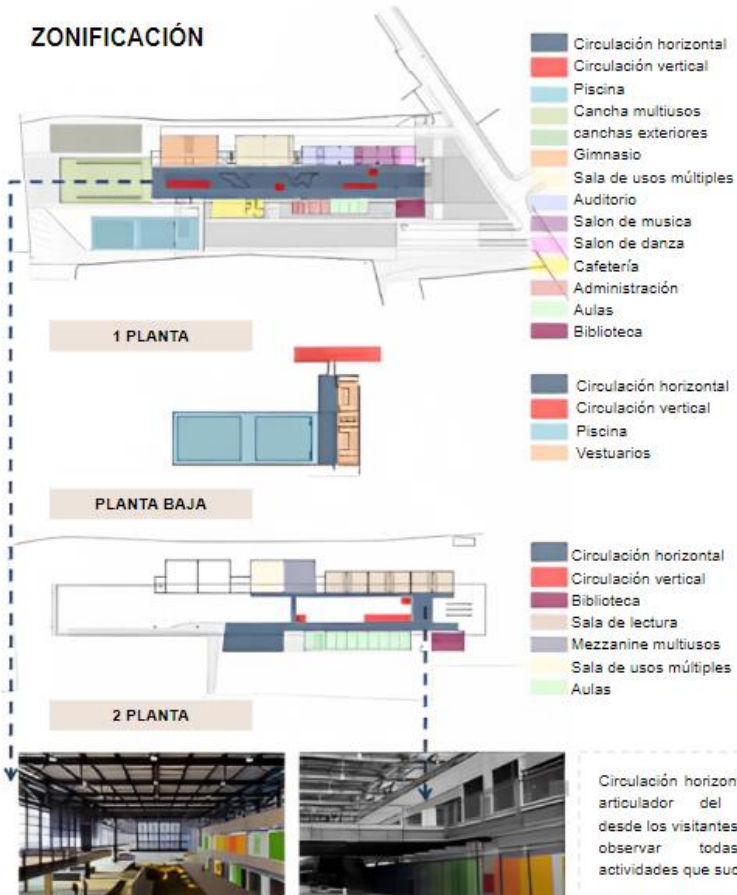 ZONIFICACIÓN
Circulación horizontal
Circulación vertical
Piscina
Cancha multiusos
canchas exteriores
Gimnasio
Sala de usos múltiples
Auditorio
Salon de musica
Salon de danza
Cafetería
Administración
Aulas
Biblioteca
1 PLANTA
Circulación horizontal
Circulación vertical
Piscina
Vestuarios
PLANTA BAJA
Circulación horizontal
Circulación vertical
Biblioteca
Sala de lectura
Mezzanine multiusos
Sala de usos múltiples
Aulas
2 PLANTA
Circulación
articulador del
desde los visitantes
observar
actividades que